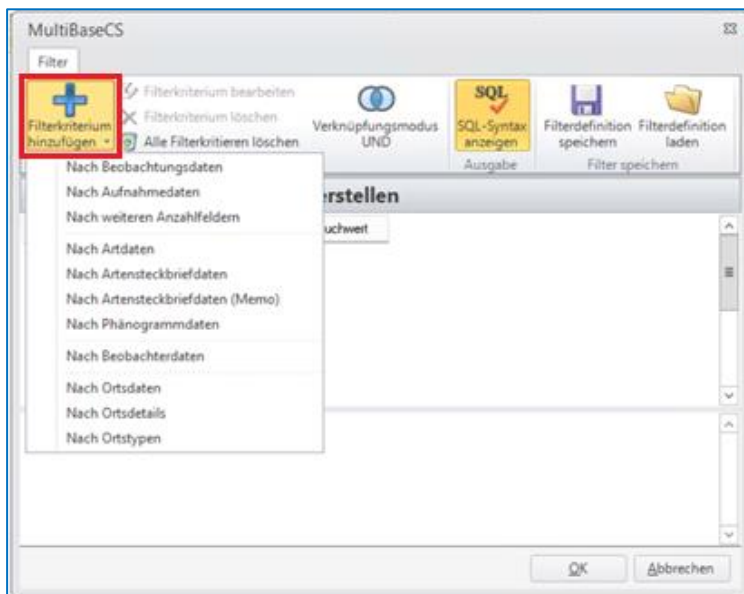 MultiBaseCS
Filter
Filterkriterium hinzufügen
Filterkriterium bearbeiten
Filterkriterium löschen
Alle Filterkritieren löschen
Verknüpfungsmodus UND
SQL
SQL-Syntax anzeigen
Ausgabe
Filterdefinition speichern
Filterdefinition laden
Filter speichern
Nach Beobachtungsdaten
Nach Aufnahmedaten
Nach weiteren Anzahlfeldern
Nach Artdaten
Nach Artensteckbriefdaten
Nach Artensteckbriefdaten (Memo)
Nach Phänogrammdaten
Nach Beobachterdaten
Nach Ortsdaten
Nach Ortsdetails
Nach Ortstypen
rstellen
uchwert
OK
Abbrechen